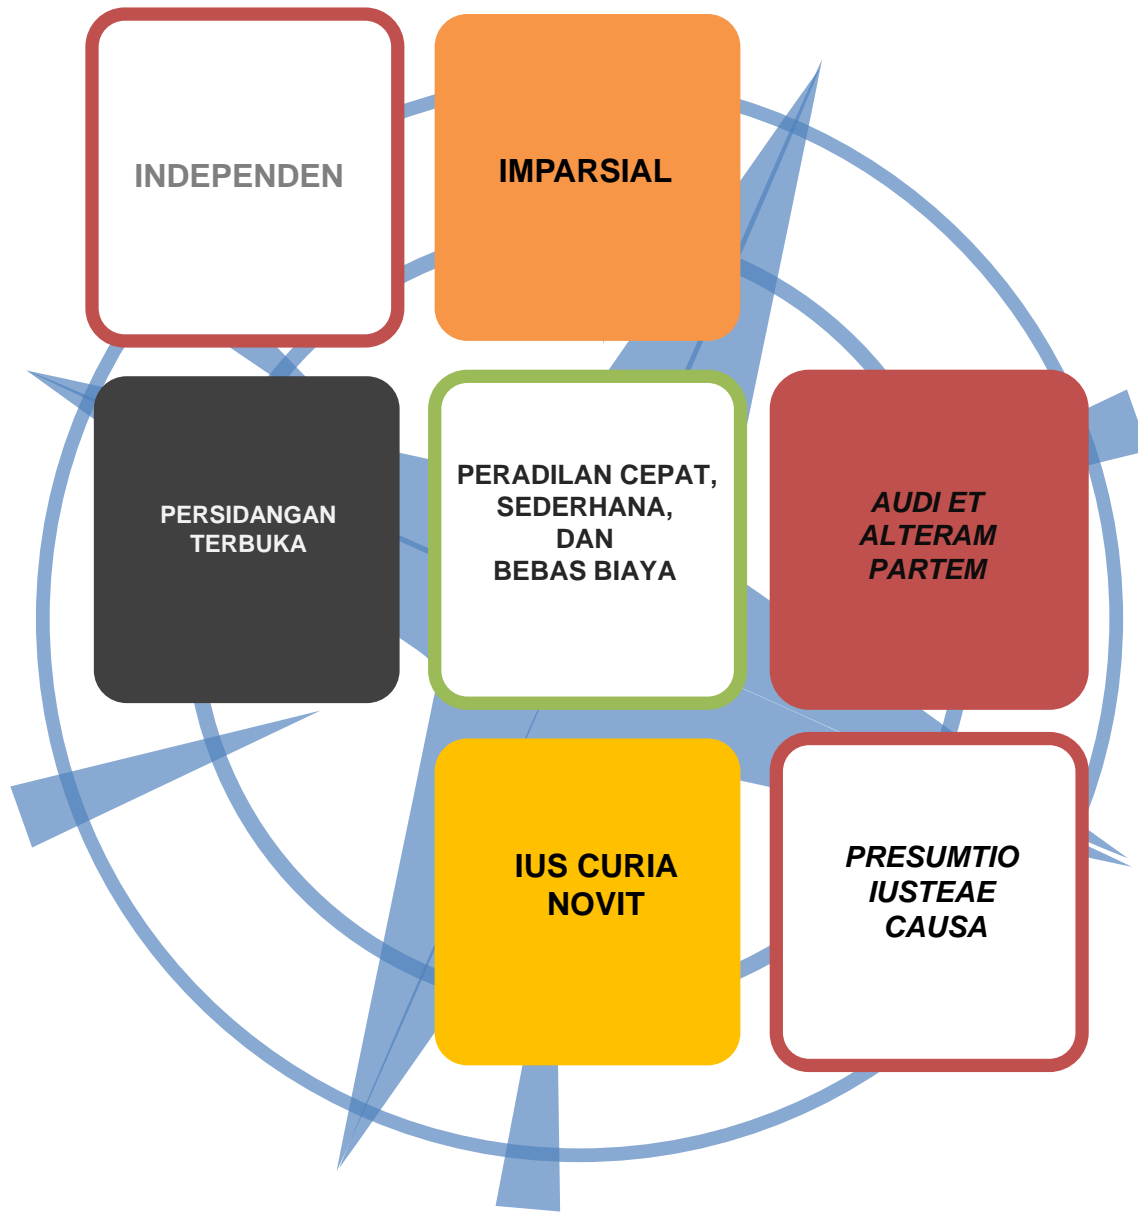 INDEPENDEN
IMPARSIAL
PERSIDANGAN
TERBUKA
PERADILAN CEPAT,
SEDERHANA,
DAN
BEBAS BIAYA
AUDI ET
ALTERAM
PARTEM
IUS CURIA
NOVIT
PRESUMTIO
IUSTEAE
CAUSA